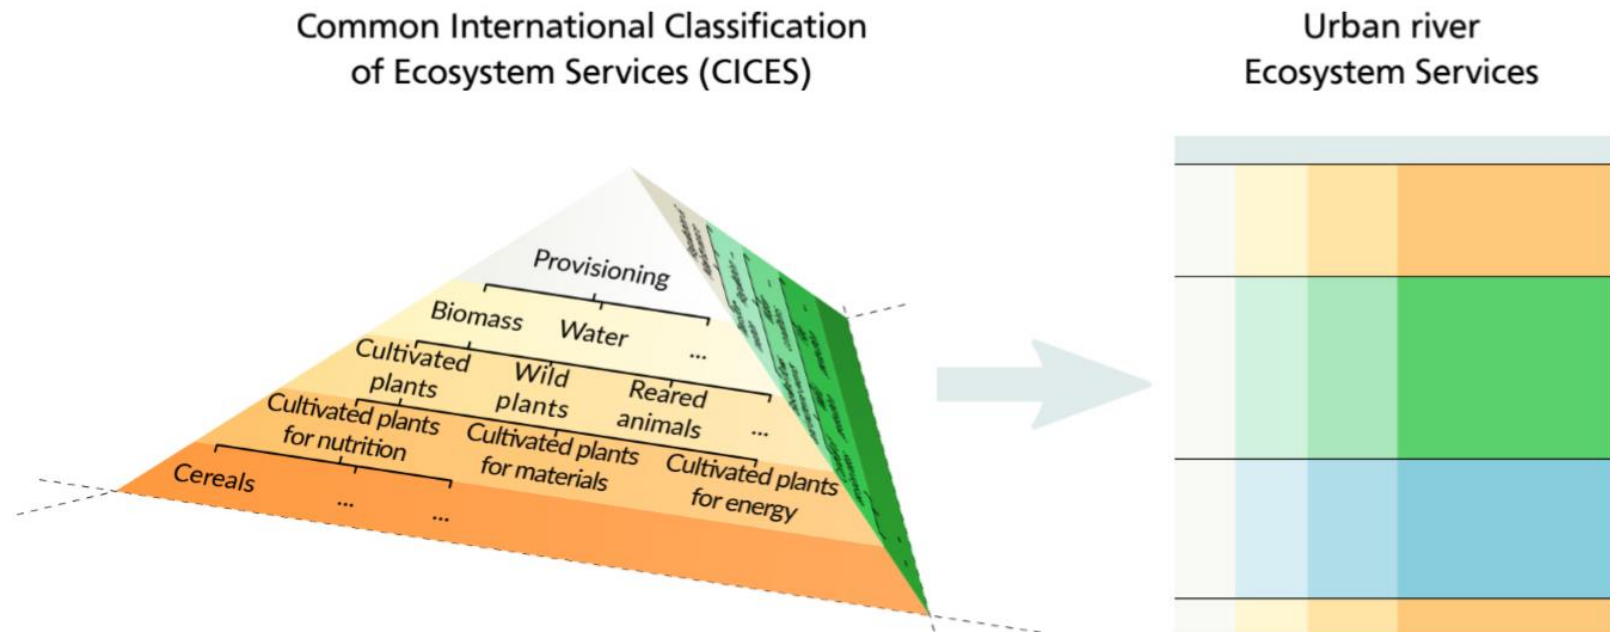 Common International Classification
of Ecosystem Services (CICES)
Urban river
Ecosystem Services
Provisioning
Biomass Water ...
Cultivated
plants
Wild
plants
Reared
animals
...
Cultivated plants
for nutrition
Cultivated plants
for materials
Cultivated plants
for energy
Cereals ... ...